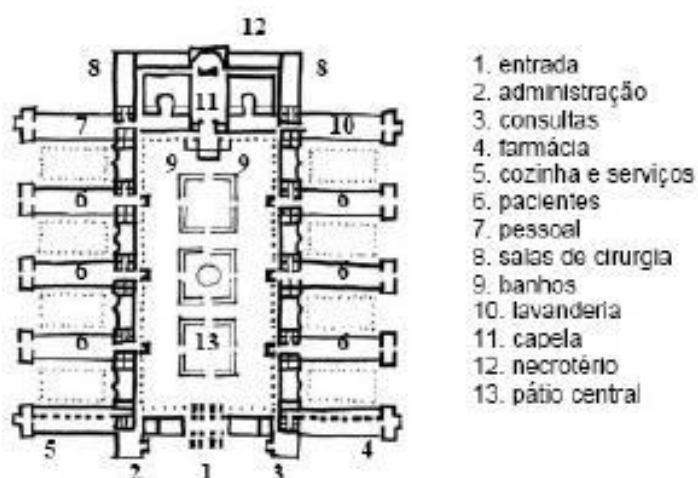 12
8 8
11
7 10
9 9
6 6
6 6
6 13 6
5 2 1 3 4
1. entrada
2. administração
3. consultas
4. farmácia
5. cozinha e serviços
6. pacientes
7. pessoal
8. salas de cirurgia
9. banhos
10. lavanderia
11. capela
12. necrotério
13. pátio central